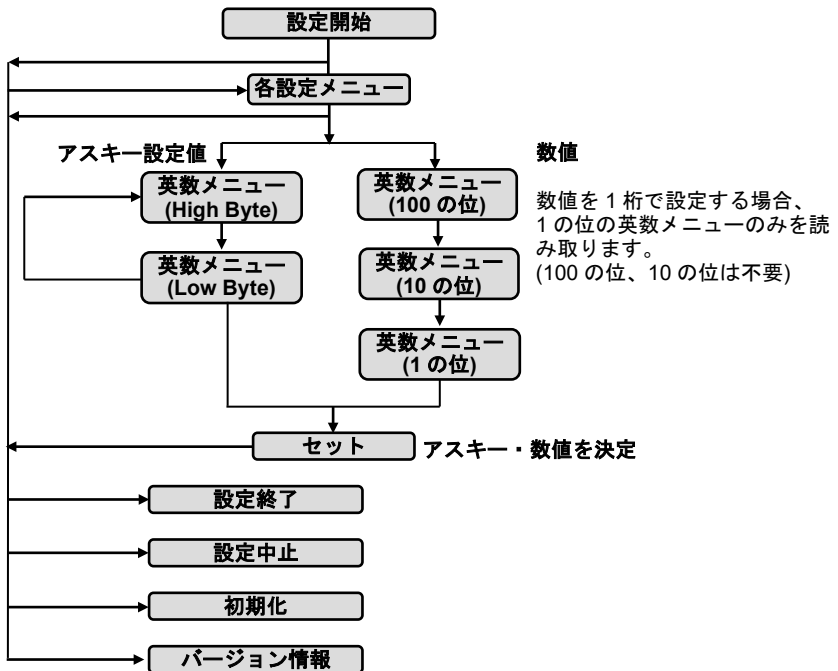 設定開始
各設定メニュー
アスキー設定値
数値
英数メニュー
(High Byte)
英数メニュー
(100 の位)
数値を 1 桁で設定する場合、
1 の位の英数メニューのみを読
み取ります。
(100 の位、10 の位は不要)
英数メニュー
(Low Byte)
英数メニュー
(10 の位)
英数メニュー
(1 の位)
セット
アスキー・数値を決定
設定終了
設定中止
初期化
バージョン情報